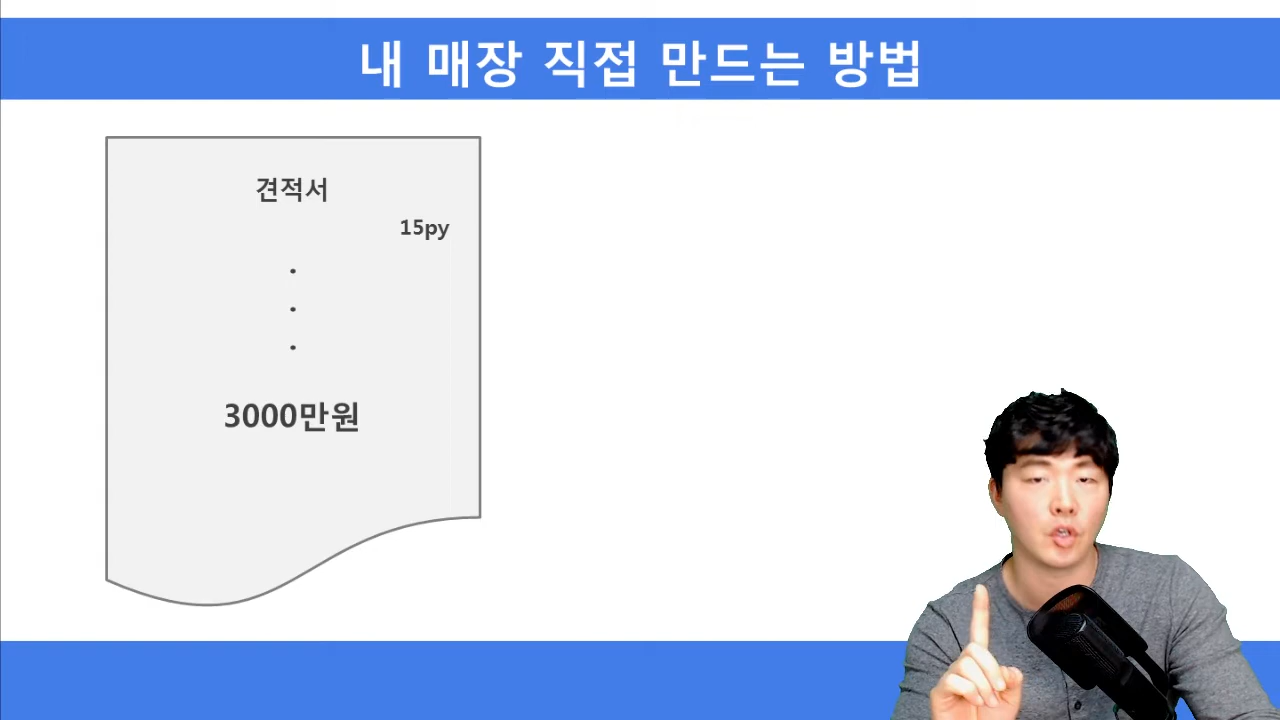 내 매장 직접 만드는 방법
견적서
15py
.
.
.
3000만원